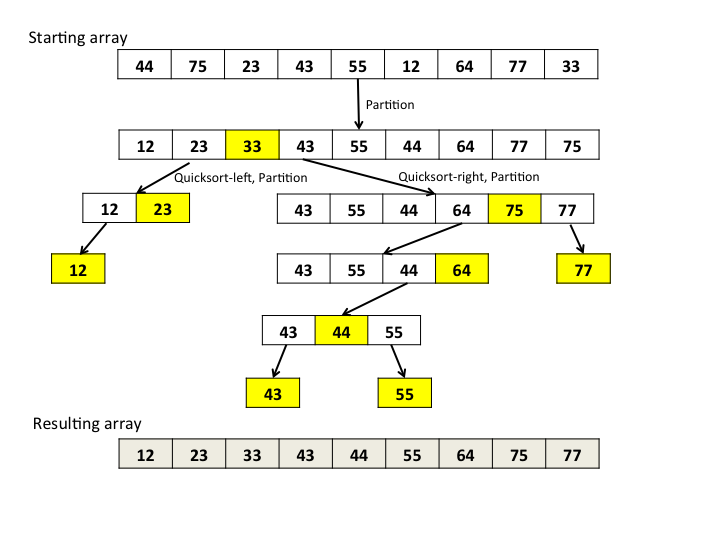 Starting array
44 75 23 43 55 12 64 77 33
Partition
12 23 33 43 55 44 64 77 75
Quicksort-left, Partition
Quicksort-right, Partition
12 23
43 55 44 64 75 77
12
43 55 44 64
77
43 44 55
43
55
Resulting array
12 23 33 43 44 55 64 75 77